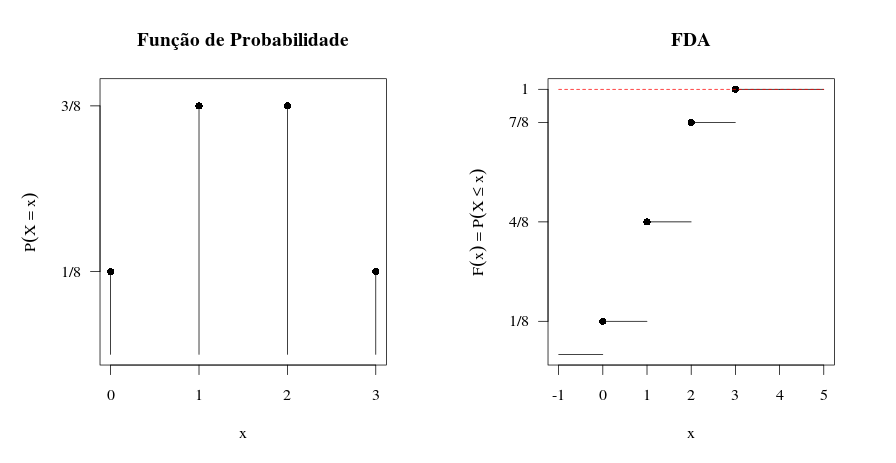 Função de Probabilidade
P(X = x)
3/8
1/8
0 1 2 3
x
FDA
F(x) = P(X ≤ x)
1
7/8
4/8
1/8
-1 0 1 2 3 4 5
x